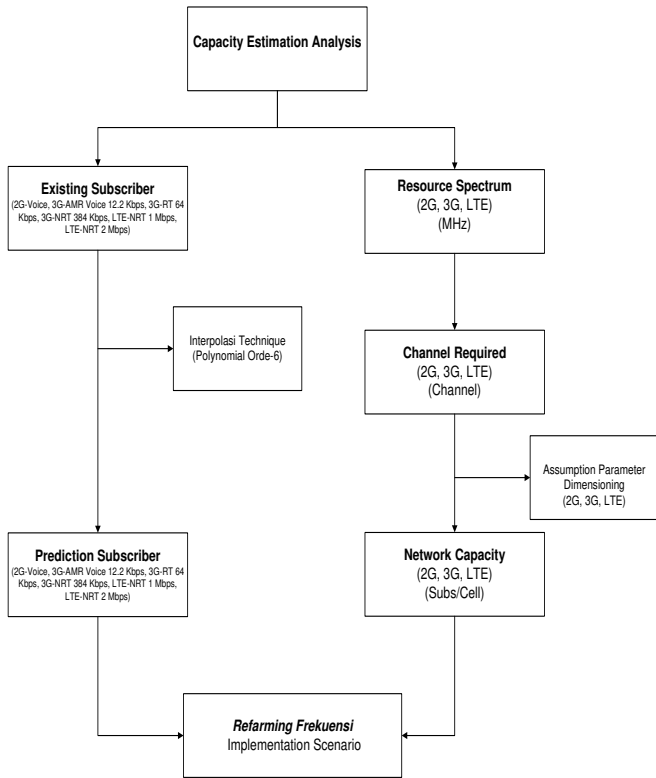 Capacity Estimation Analysis
Existing Subscriber
(2G-Voice, 3G-AMR Voice 12.2 Kbps, 3G-RT 64
Kbps, 3G-NRT 384 Kbps, LTE-NRT 1 Mbps,
LTE-NRT 2 Mbps)
Resource Spectrum
(2G, 3G, LTE)
(MHz)
Interpolasi Technique
(Polynomial Orde-6)
Channel Required
(2G, 3G, LTE)
(Channel)
Assumption Parameter
Dimensioning
(2G, 3G, LTE)
Prediction Subscriber
(2G-Voice, 3G-AMR Voice 12.2 Kbps, 3G-RT 64
Kbps, 3G-NRT 384 Kbps, LTE-NRT 1 Mbps,
LTE-NRT 2 Mbps)
Network Capacity
(2G, 3G, LTE)
(Subs/Cell)
Refarming Frekuensi
Implementation Scenario